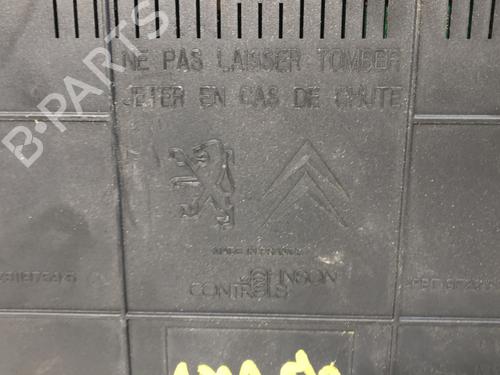 B-PARTS
NE PAS LAISSER TOMBER
JETER EN CAS DE CHUTE
MADE IN FRANCE
JOHNSON
CONTROLS